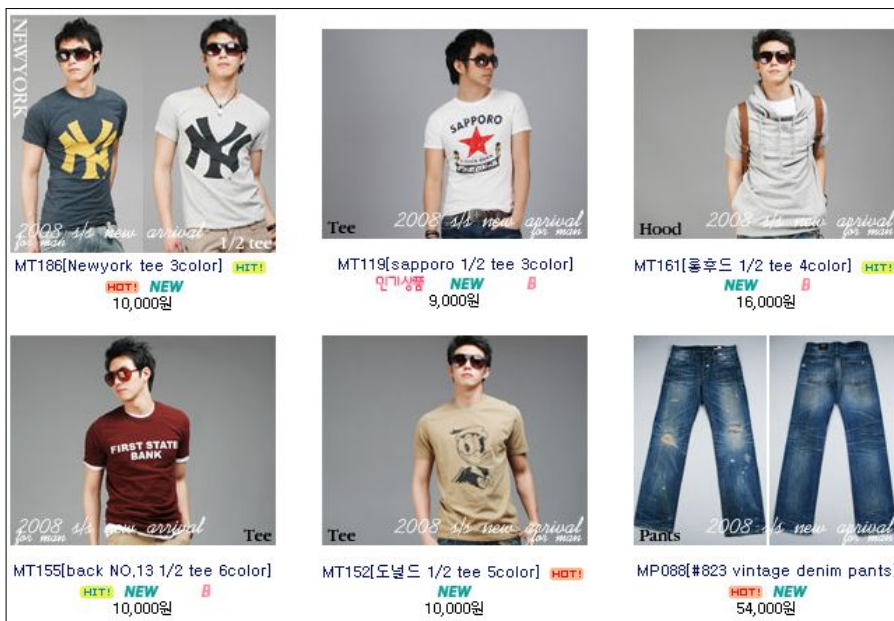 NEWYORK
2008 s/s new arrival
for man
1/2 tee
MT186[Newyork tee 3color] HIT!
HOT! NEW
10,000원
SAPPORO
Tee
2008 s/s new aprival
for man
MT119[sapporo 1/2 tee 3color]
인기상품 NEW B
9,000원
Hood
2008 s/s new aprival
for man
MT161[롱후드 1/2 tee 4color] HIT!
NEW B
16,000원
FIRST STATE
BANK
2008 s/s new arrival
for man
Tee
MT155[back NO,13 1/2 tee 6color]
HIT! NEW B
10,000원
Tee
2008 s/s new arrival
for man
MT152[도널드 1/2 tee 5color] HOT!
NEW
10,000원
Pants
2008 s/s new arrival
for man
MP088[#823 vintage denim pants]
HOT! NEW
54,000원